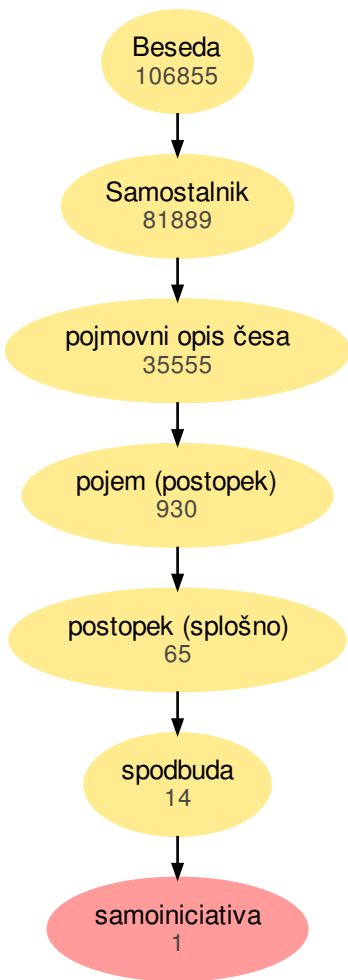 Beseda
106855
Samostalnik
81889
pojmovni opis česa
35555
pojem (postopek)
930
postopek (splošno)
65
spodbuda
14
samoiniciativa
1